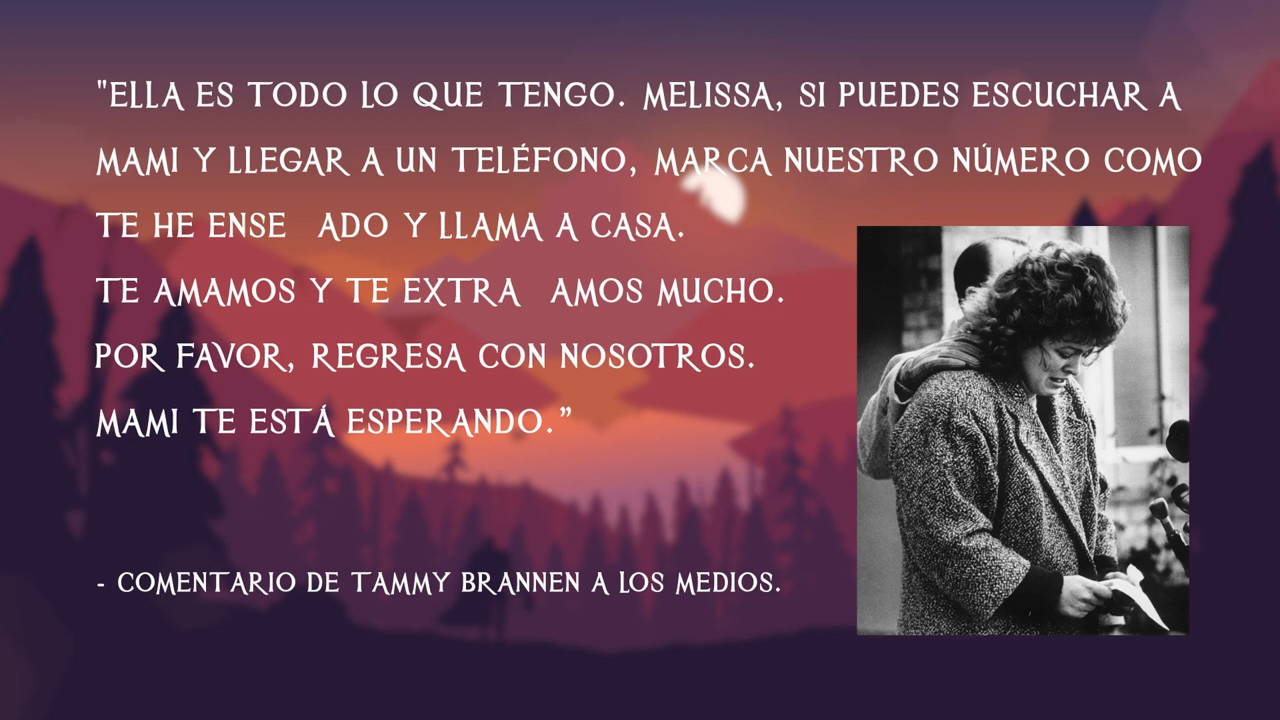 "ELLA ES TODO LO QUE TENGO. MELISSA, SI PUEDES ESCUCHAR A
MAMI Y LLEGAR A UN TELÉFONO, MARCA NUESTRO NÚMERO COMO
TE HE ENSE ADO Y LLAMA A CASA.
TE AMAMOS Y TE EXTRA AMOS MUCHO.
POR FAVOR, REGRESA CON NOSOTROS.
MAMI TE ESTÁ ESPERANDO.”
- COMENTARIO DE TAMMY BRANNEN A LOS MEDIOS.